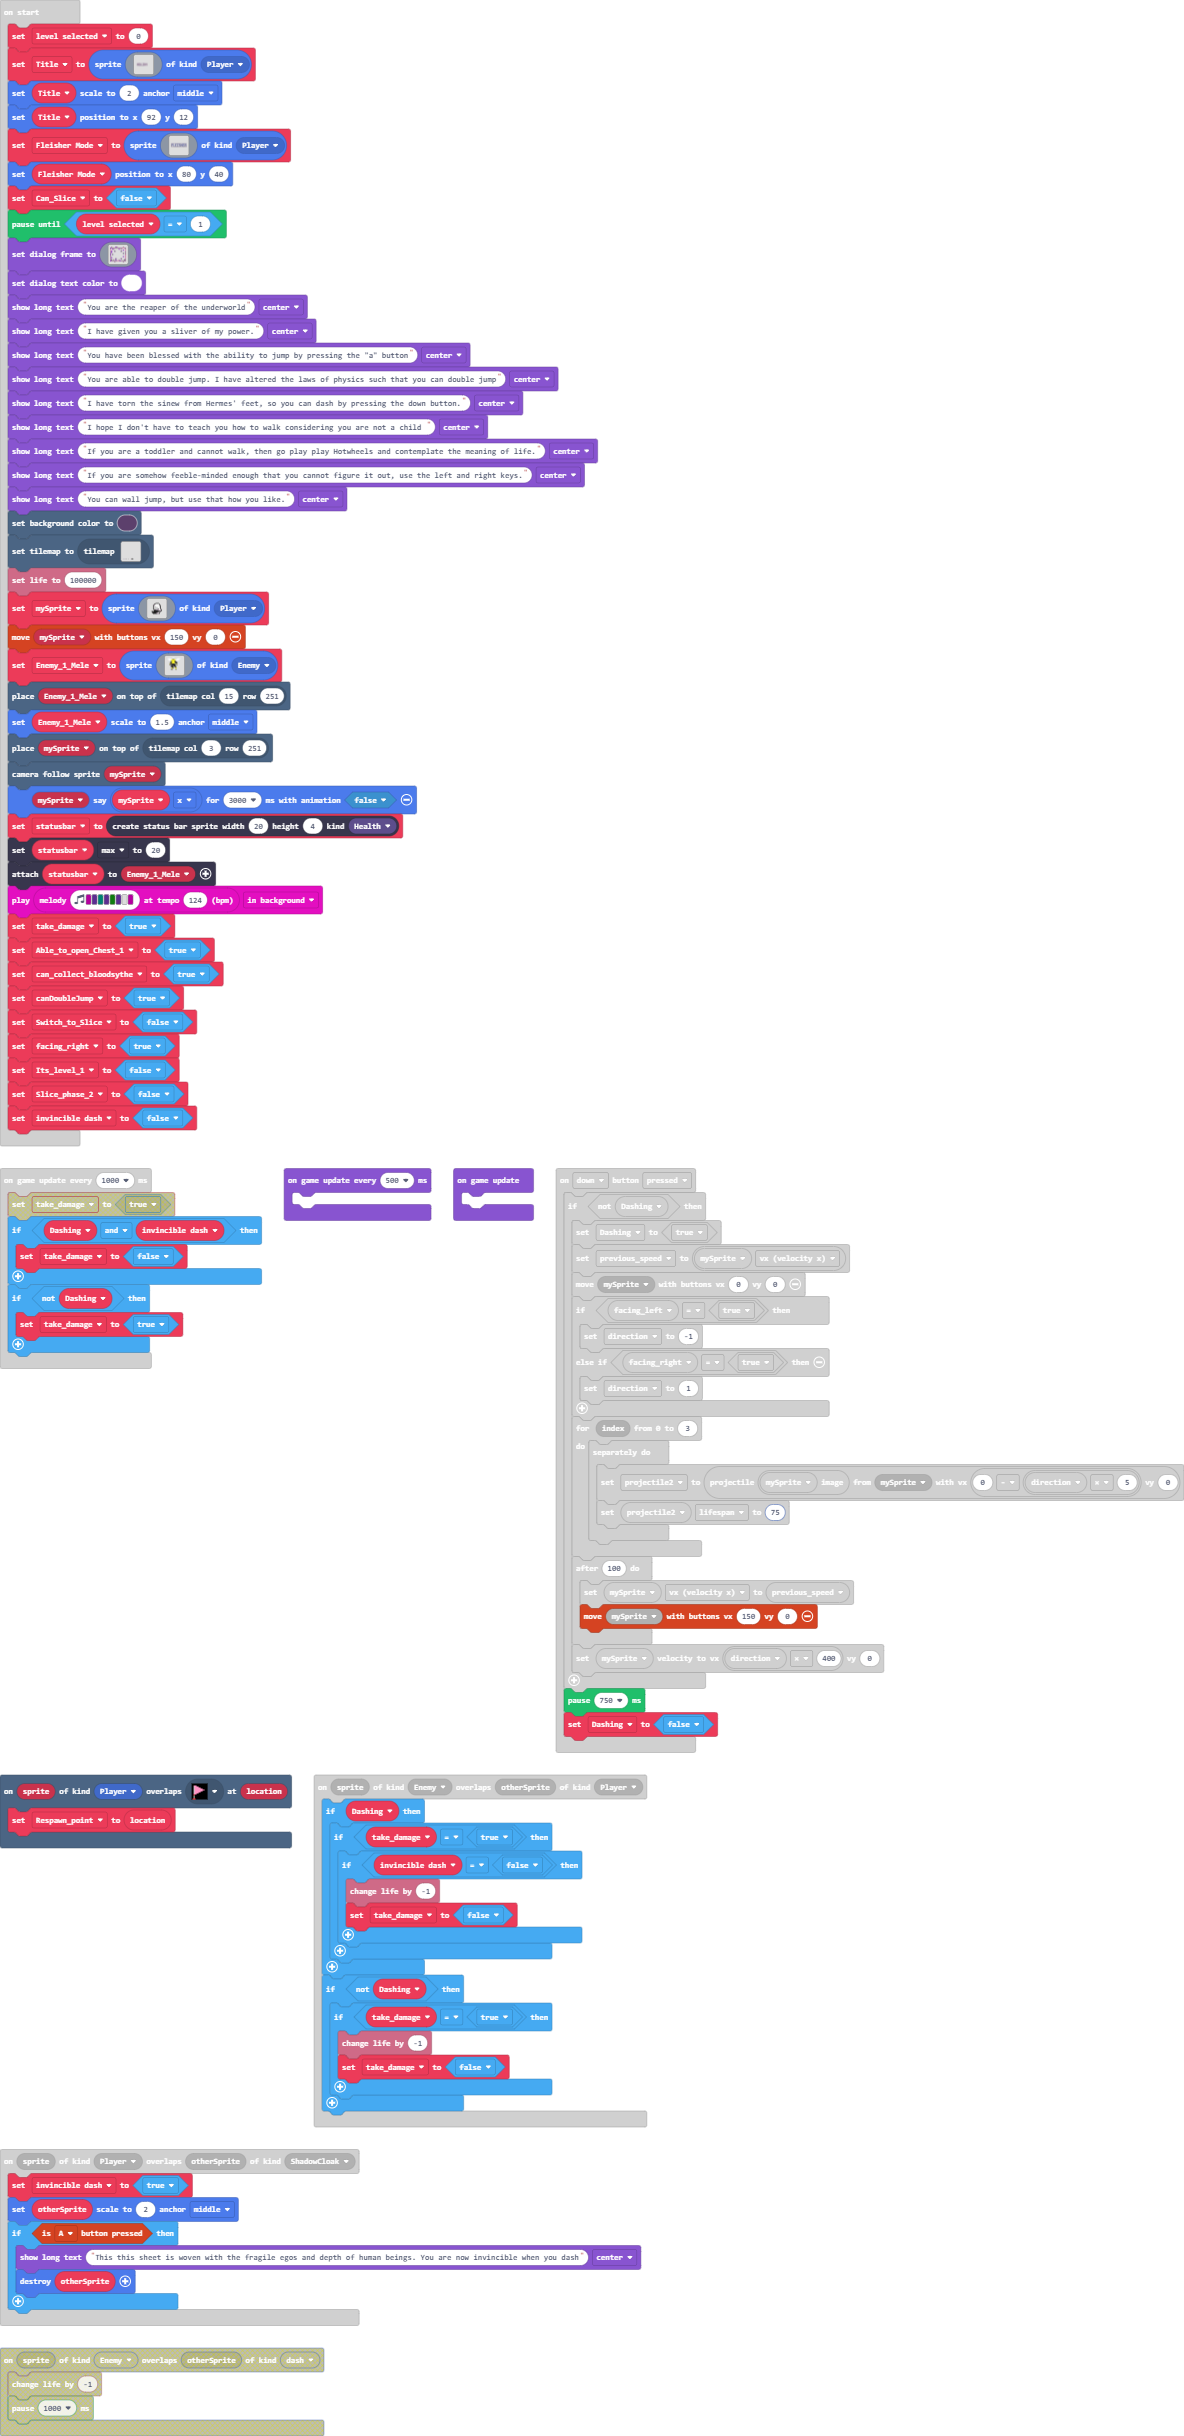 on start
set level selected to 0
set Title to sprite of kind Player
set Title scale to 2 anchor middle
set Title position to x 92 y 12
set Fleisher Mode to sprite of kind Player
set Fleisher Mode position to x 80 y 40
set Can_Slice to false
pause until level selected = 1
set dialog frame to
set dialog text color to
show long text "You are the reaper of the underworld" center
show long text "I have given you a sliver of my power." center
show long text "You have been blessed with the ability to jump by pressing the "a" button" center
show long text "You are able to double jump. I have altered the laws of physics such that you can double jump" center
show long text "I have torn the sinew from Hermes' feet, so you can dash by pressing the down button." center
show long text "I hope I don't have to teach you how to walk considering you are not a child " center
show long text "If you are a toddler and cannot walk, then go play play Hotwheels and contemplate the meaning of life." center
show long text "If you are somehow feeble-minded enough that you cannot figure it out, use the left and right keys." center
show long text "You can wall jump, but use that how you like." center
set background color to
set tilemap to tilemap
set life to 100000
set mySprite to sprite of kind Player
move mySprite with buttons vx 150 vy 0
set Enemy_1_Mele to sprite of kind Enemy
place Enemy_1_Mele on top of tilemap col 15 row 251
set Enemy_1_Mele scale to 1.5 anchor middle
place mySprite on top of tilemap col 3 row 251
camera follow sprite mySprite
mySprite say mySprite x for 3000 ms with animation false
set statusbar to create status bar sprite width 20 height 4 kind Health
set statusbar max to 20
attach statusbar to Enemy_1_Mele
play melody at tempo 124 (bpm) in background
set take_damage to true
set Able_to_open_Chest_1 to true
set can_collect_bloodsythe to true
set canDoubleJump to true
set Switch_to_Slice to false
set facing_right to true
set Its_level_1 to false
set Slice_phase_2 to false
set invincible dash to false
on game update every 1000 ms
set take_damage to true
if Dashing and invincible dash then
set take_damage to false
if not Dashing then
set take_damage to true
on game update every 500 ms
on game update
on down button pressed
if not Dashing then
set Dashing to true
set previous_speed to mySprite vx (velocity x)
move mySprite with buttons vx 0 vy 0
if facing_left = true then
set direction to -1
else if facing_right = true then
set direction to 1
for index from 0 to 3
do
separately do
set projectile2 to projectile mySprite image from mySprite with vx 0 - direction × 5 vy 0
set projectile2 lifespan to 75
after 100 do
set mySprite vx (velocity x) to previous_speed
move mySprite with buttons vx 150 vy 0
set mySprite velocity to vx direction × 400 vy 0
pause 750 ms
set Dashing to false
on sprite of kind Player overlaps at location
set Respawn_point to location
on sprite of kind Enemy overlaps otherSprite of kind Player
if Dashing then
if take_damage = true then
if invincible dash = false then
change life by -1
set take_damage to false
if not Dashing then
if take_damage = true then
change life by -1
set take_damage to false
on sprite of kind Player overlaps otherSprite of kind ShadowCloak
set invincible dash to true
set otherSprite scale to 2 anchor middle
if is A button pressed then
show long text "This this sheet is woven with the fragile egos and depth of human beings. You are now invincible when you dash" center
destroy otherSprite
on sprite of kind Enemy overlaps otherSprite of kind dash
change life by -1
pause 1000 ms